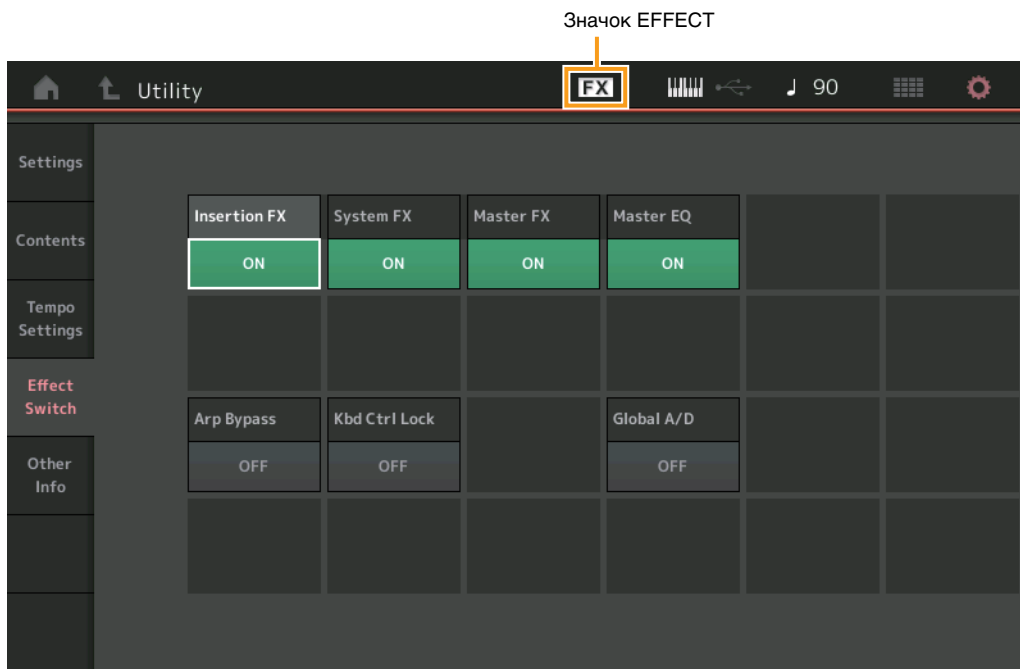 Значок EFFECT
Utility
FX
90
Settings
Contents
Tempo
Settings
Effect
Switch
Other
Info
Insertion FX
System FX
Master FX
Master EQ
ON
ON
ON
ON
Arp Bypass
Kbd Ctrl Lock
Global A/D
OFF
OFF
OFF